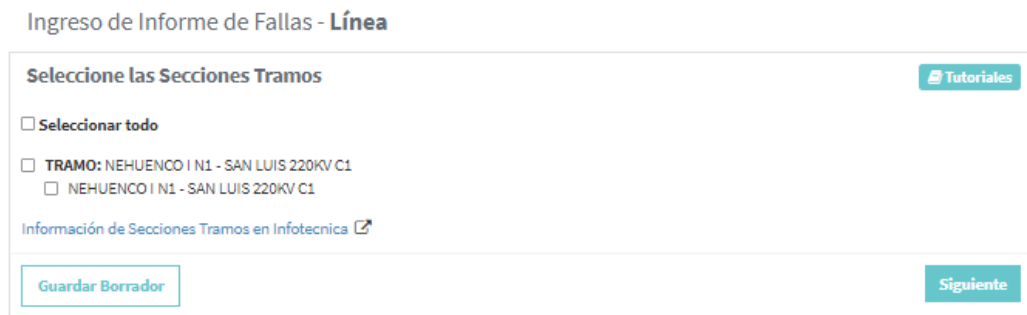 Ingreso de Informe de Fallas - Línea
Seleccione las Secciones Tramos
Tutoriales
Seleccionar todo
TRAMO: NEHUENCO I N1 - SAN LUIS 220KV C1
NEHUENCO I N1 - SAN LUIS 220KV C1
Información de Secciones Tramos en Infotecnica
Guardar Borrador
Siguiente